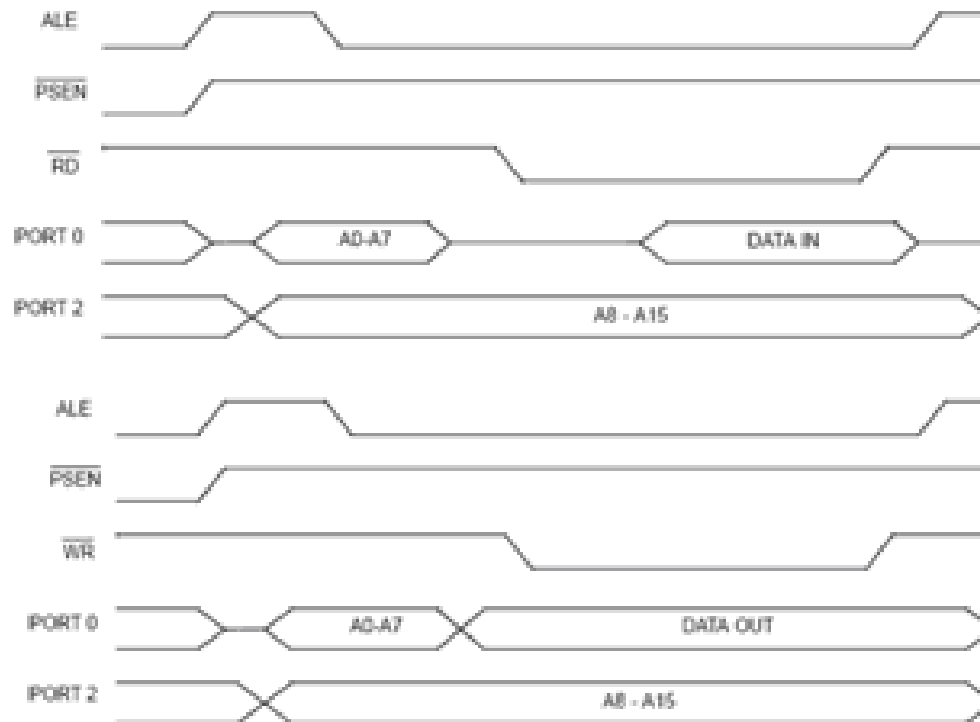 ALE
PSEN
RD
PORT 0 A0-A7 DATA IN
PORT 2 A8 - A15
ALE
PSEN
WR
PORT 0 A0-A7 DATA OUT
PORT 2 A8 - A15